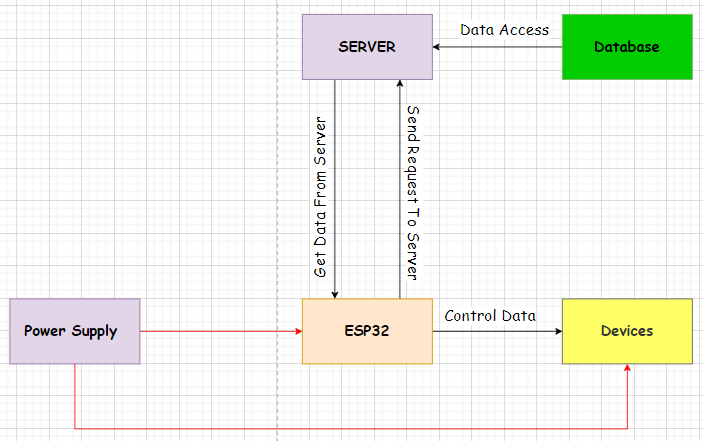 Data Access
SERVER
Database
Get Data From Server
Send Request To Server
Control Data
Power Supply
ESP32
Devices